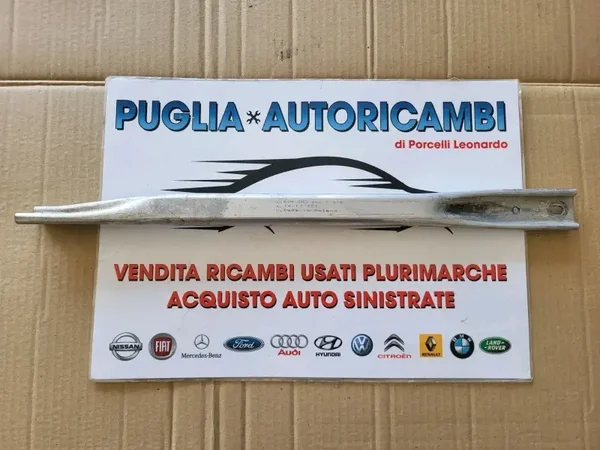 PUGLIA AUTORICAMBI
di Porcelli Leonardo
VENDITA RICAMBI USATI PLURIMARCHE
ACQUISTO AUTO SINISTRATE
NISSAN
FIAT
Mercedes-Benz
Ford
Audi
HYUNDAI
CITROËN
RENAULT
LAND ROVER